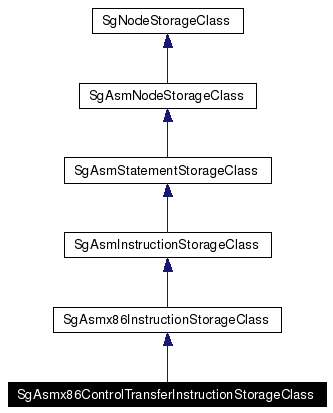 SgNodeStorageClass
SgAsmNodeStorageClass
SgAsmStatementStorageClass
SgAsmInstructionStorageClass
SgAsmx86InstructionStorageClass
SgAsmx86ControlTransferInstructionStorageClass